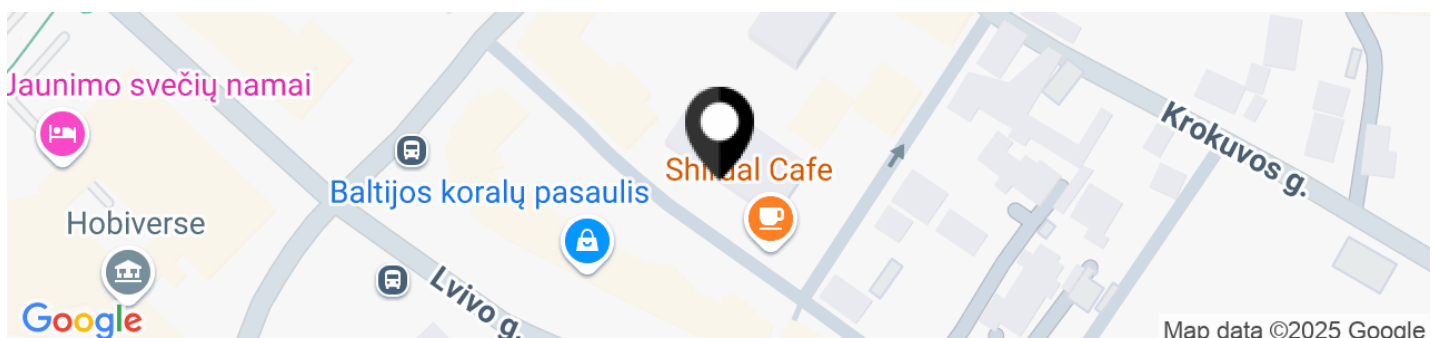 Jaunimo svečių namai
Krokuvos g.
Cafe
Baltijos koralų pasaulis
Hobiverse
Lvivo g.
Google
Map data ©2025 Google